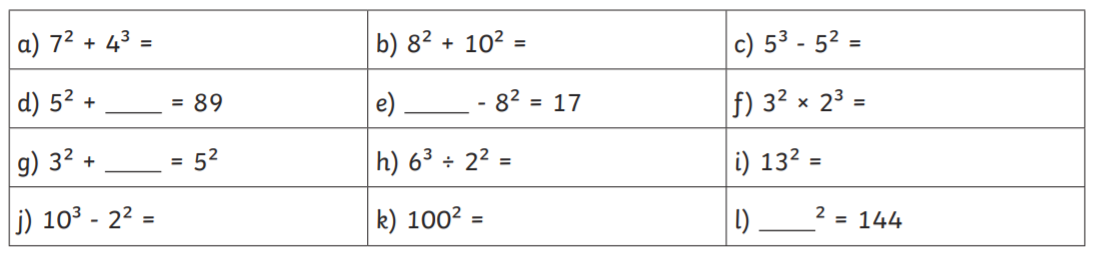 a) 7² + 4³ =
b) 8² + 10² =
c) 5³ - 5² =
d) 5² + _____ = 89
e) _____ - 8² = 17
f) 3² × 2³ =
g) 3² + _____ = 5²
h) 6³ ÷ 2² =
i) 13² =
j) 10³ - 2² =
k) 100² =
l) _____² = 144